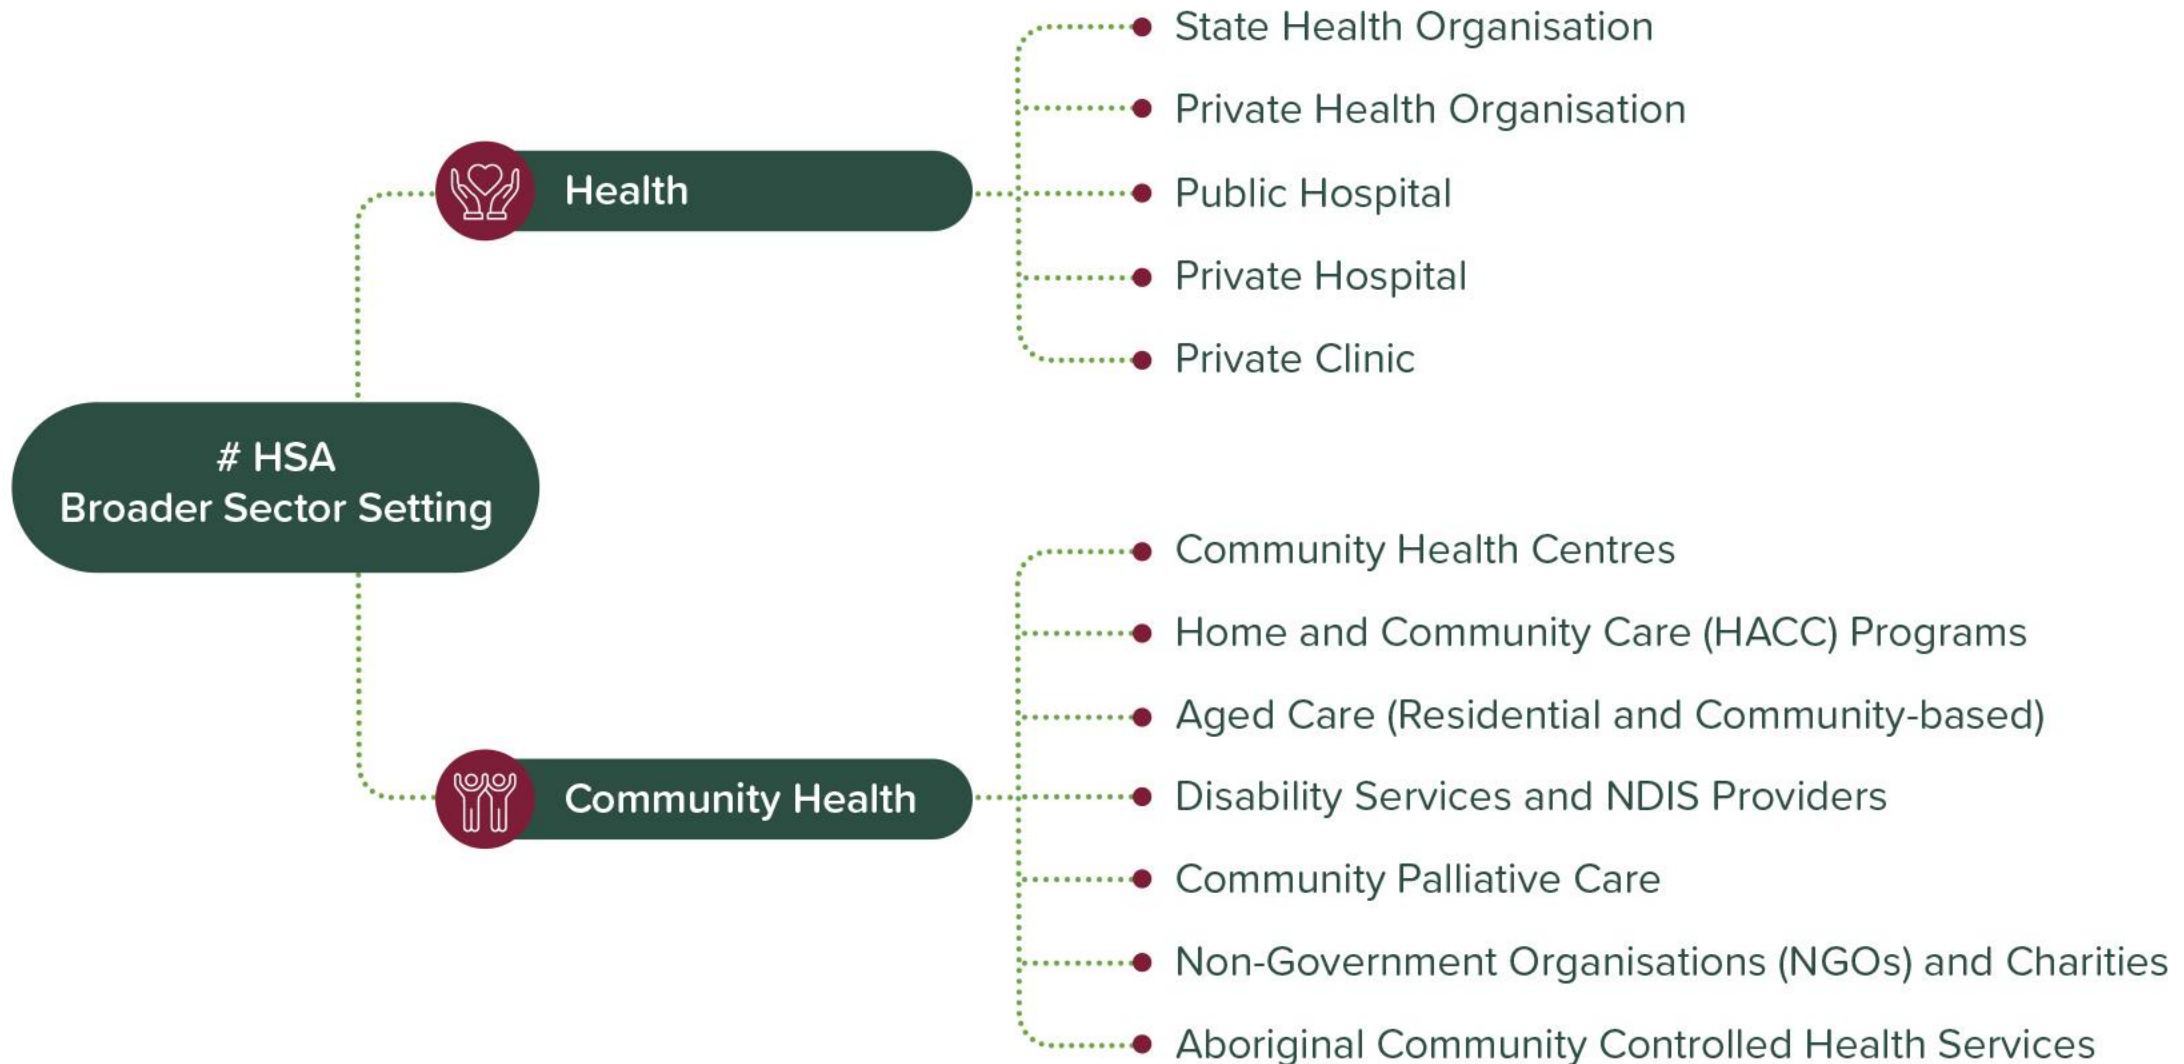 # HSA
Broader Sector Setting
Health
State Health Organisation
Private Health Organisation
Public Hospital
Private Hospital
Private Clinic
Community Health
Community Health Centres
Home and Community Care (HACC) Programs
Aged Care (Residential and Community-based)
Disability Services and NDIS Providers
Community Palliative Care
Non-Government Organisations (NGOs) and Charities
Aboriginal Community Controlled Health Services